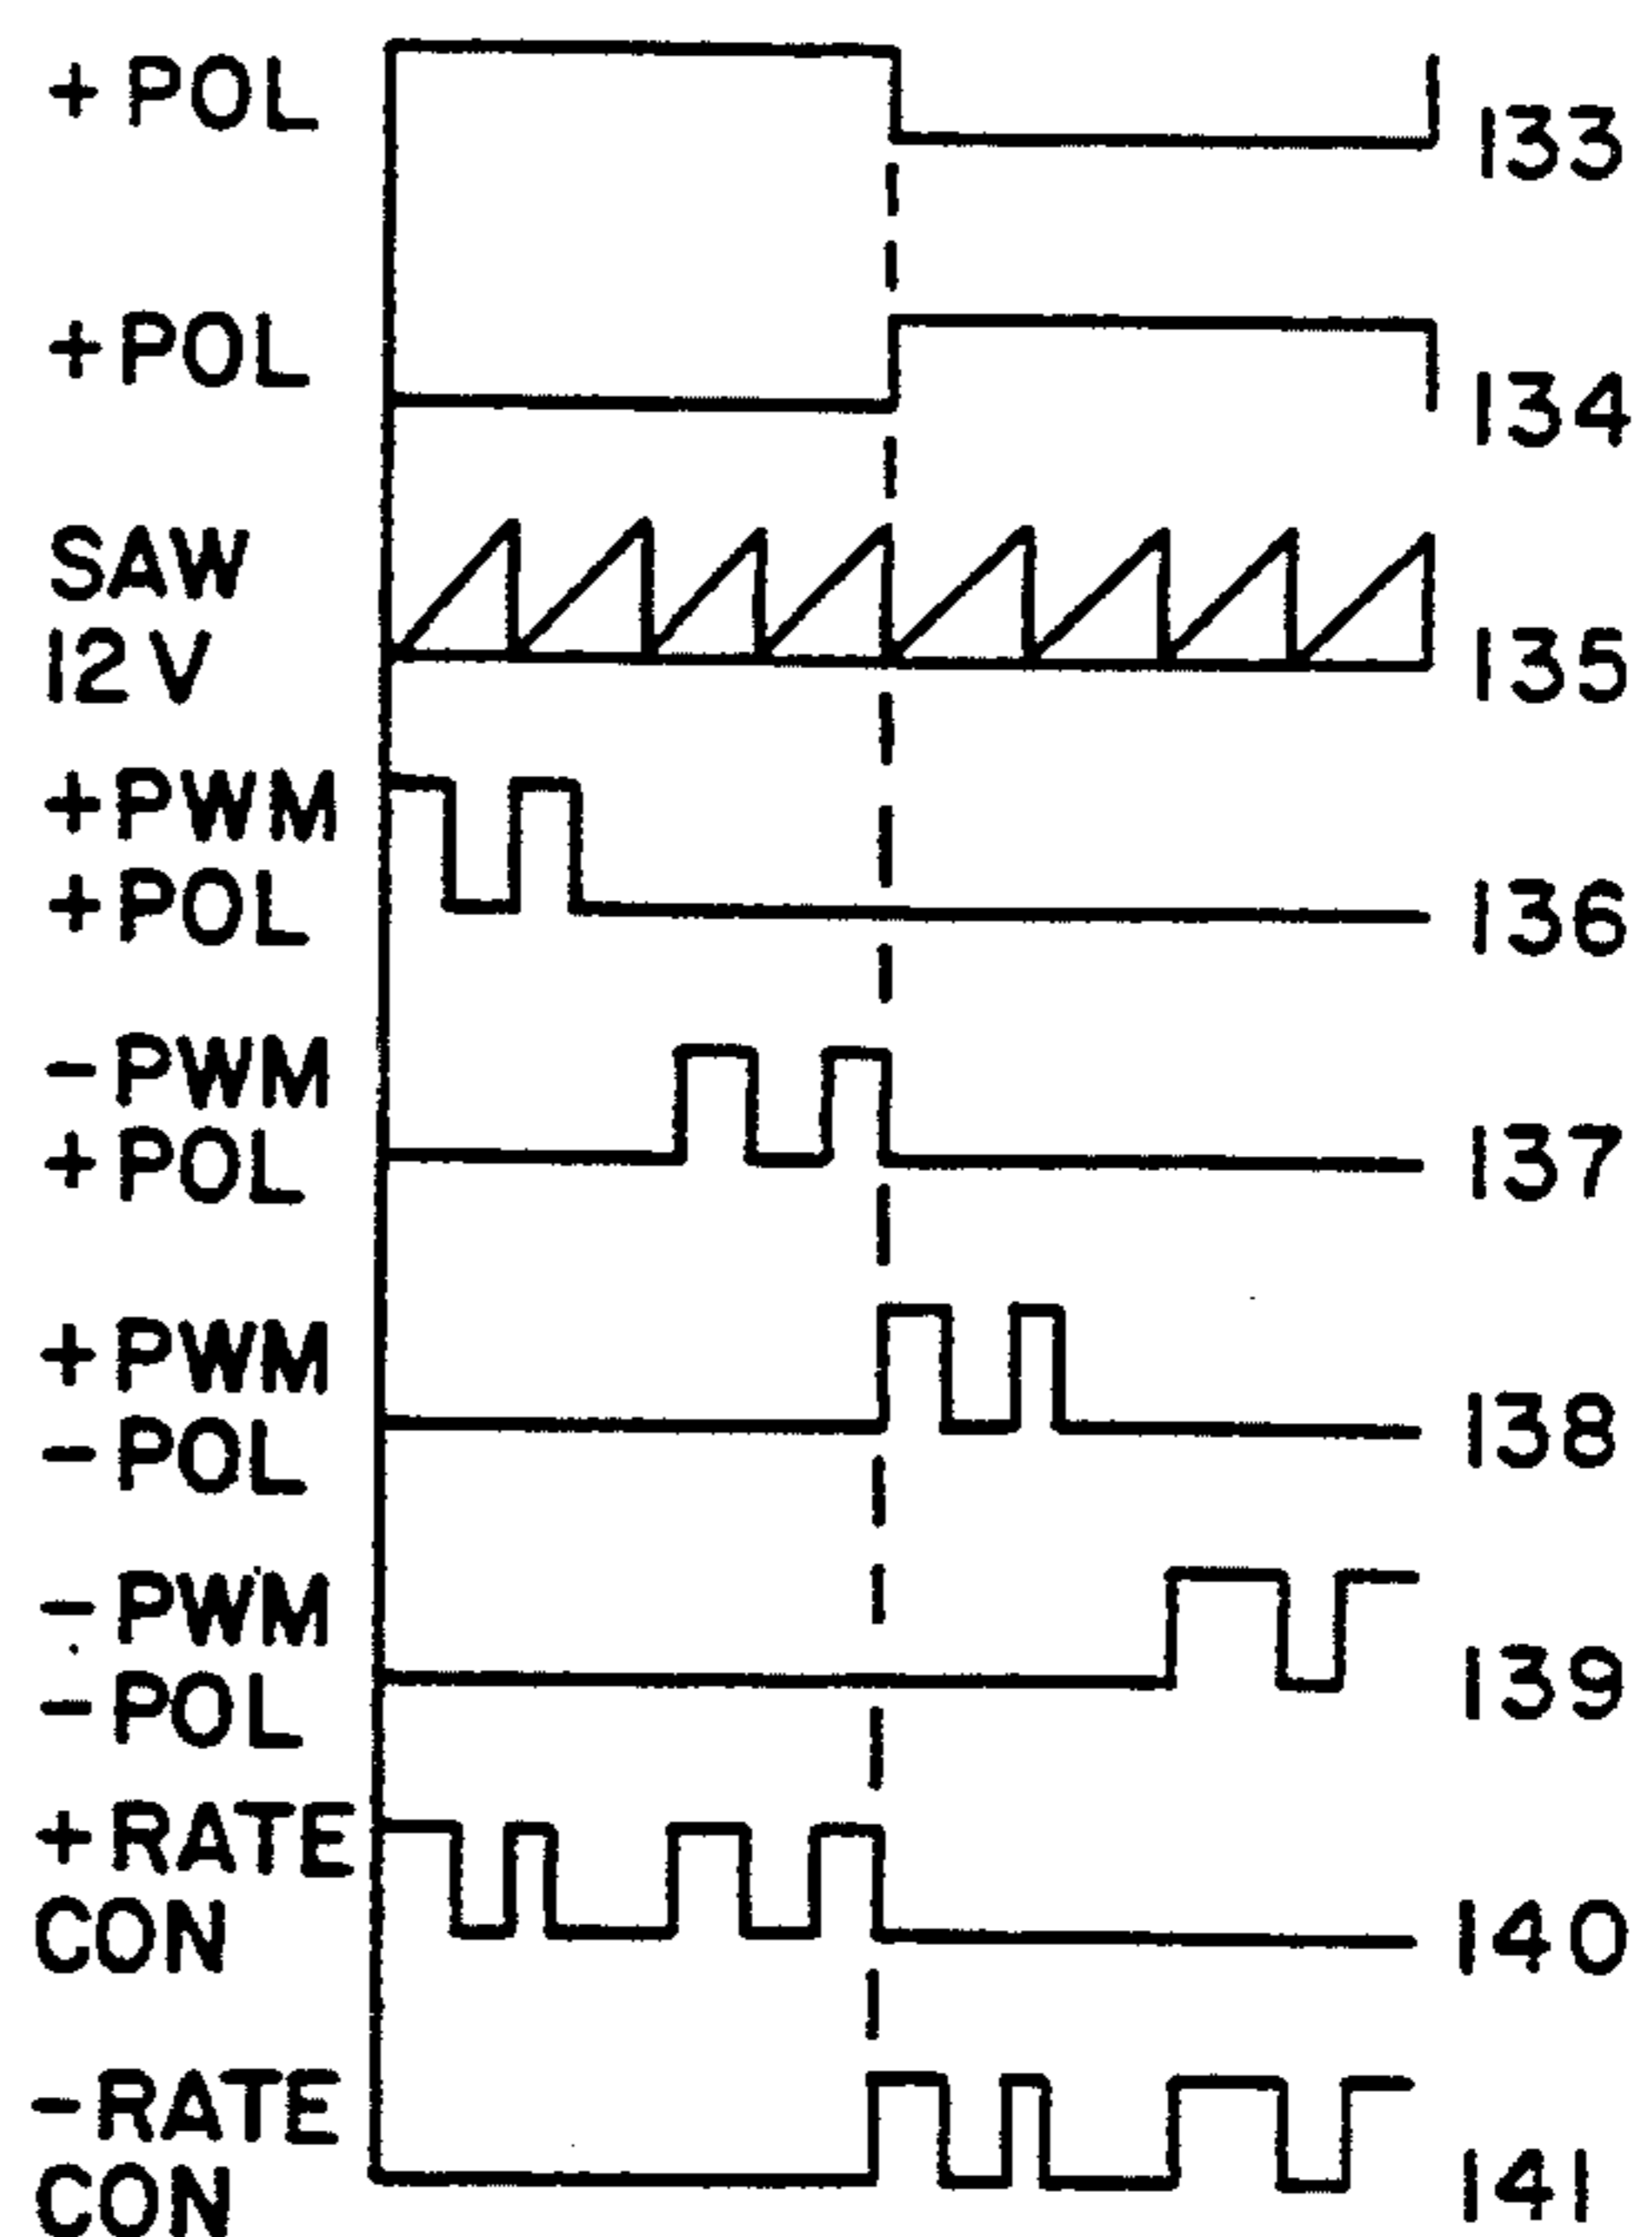 + POL
133
+ POL
134
SAW
12 V
135
+ PWM
+ POL
136
- PWM
+ POL
137
+ PWM
- POL
138
- PWM
- POL
139
+ RATE
CON
140
- RATE
CON
141